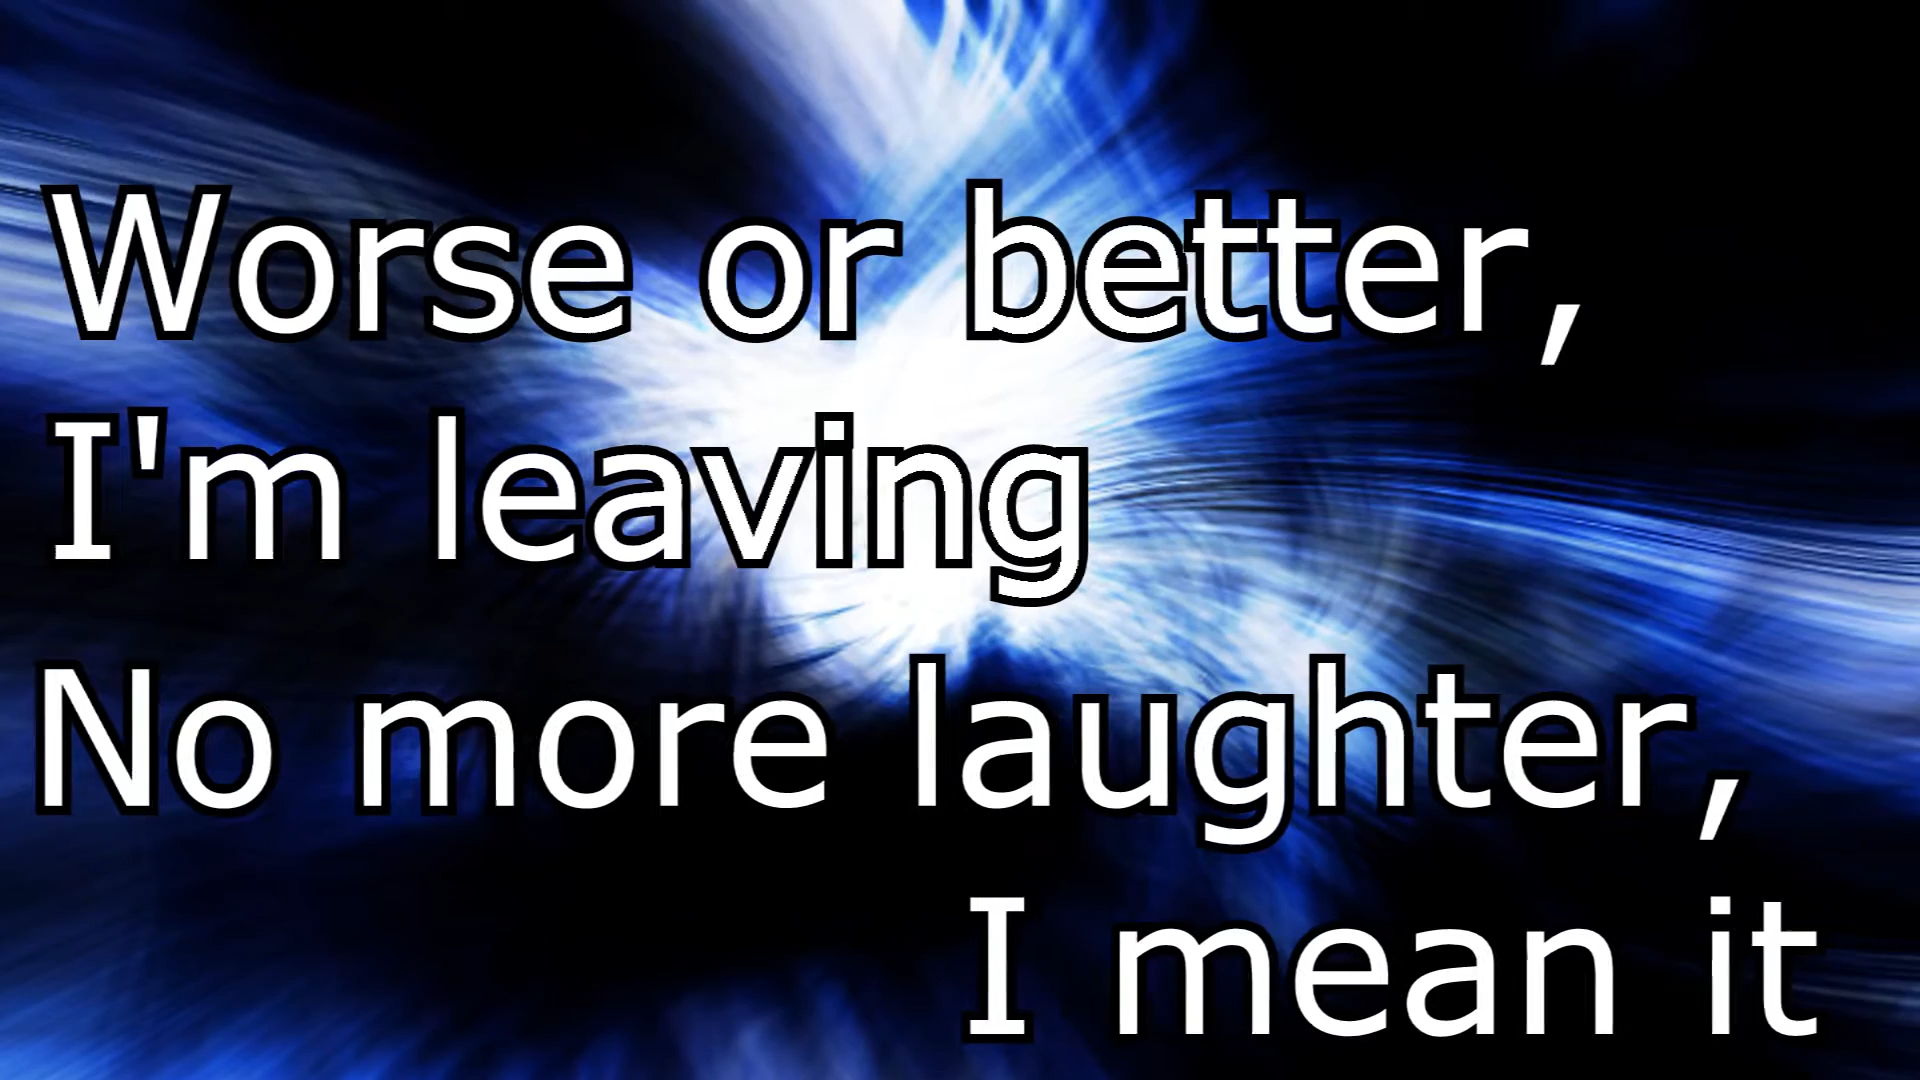 Worse or better,
I'm leaving
No more laughter,
I mean it